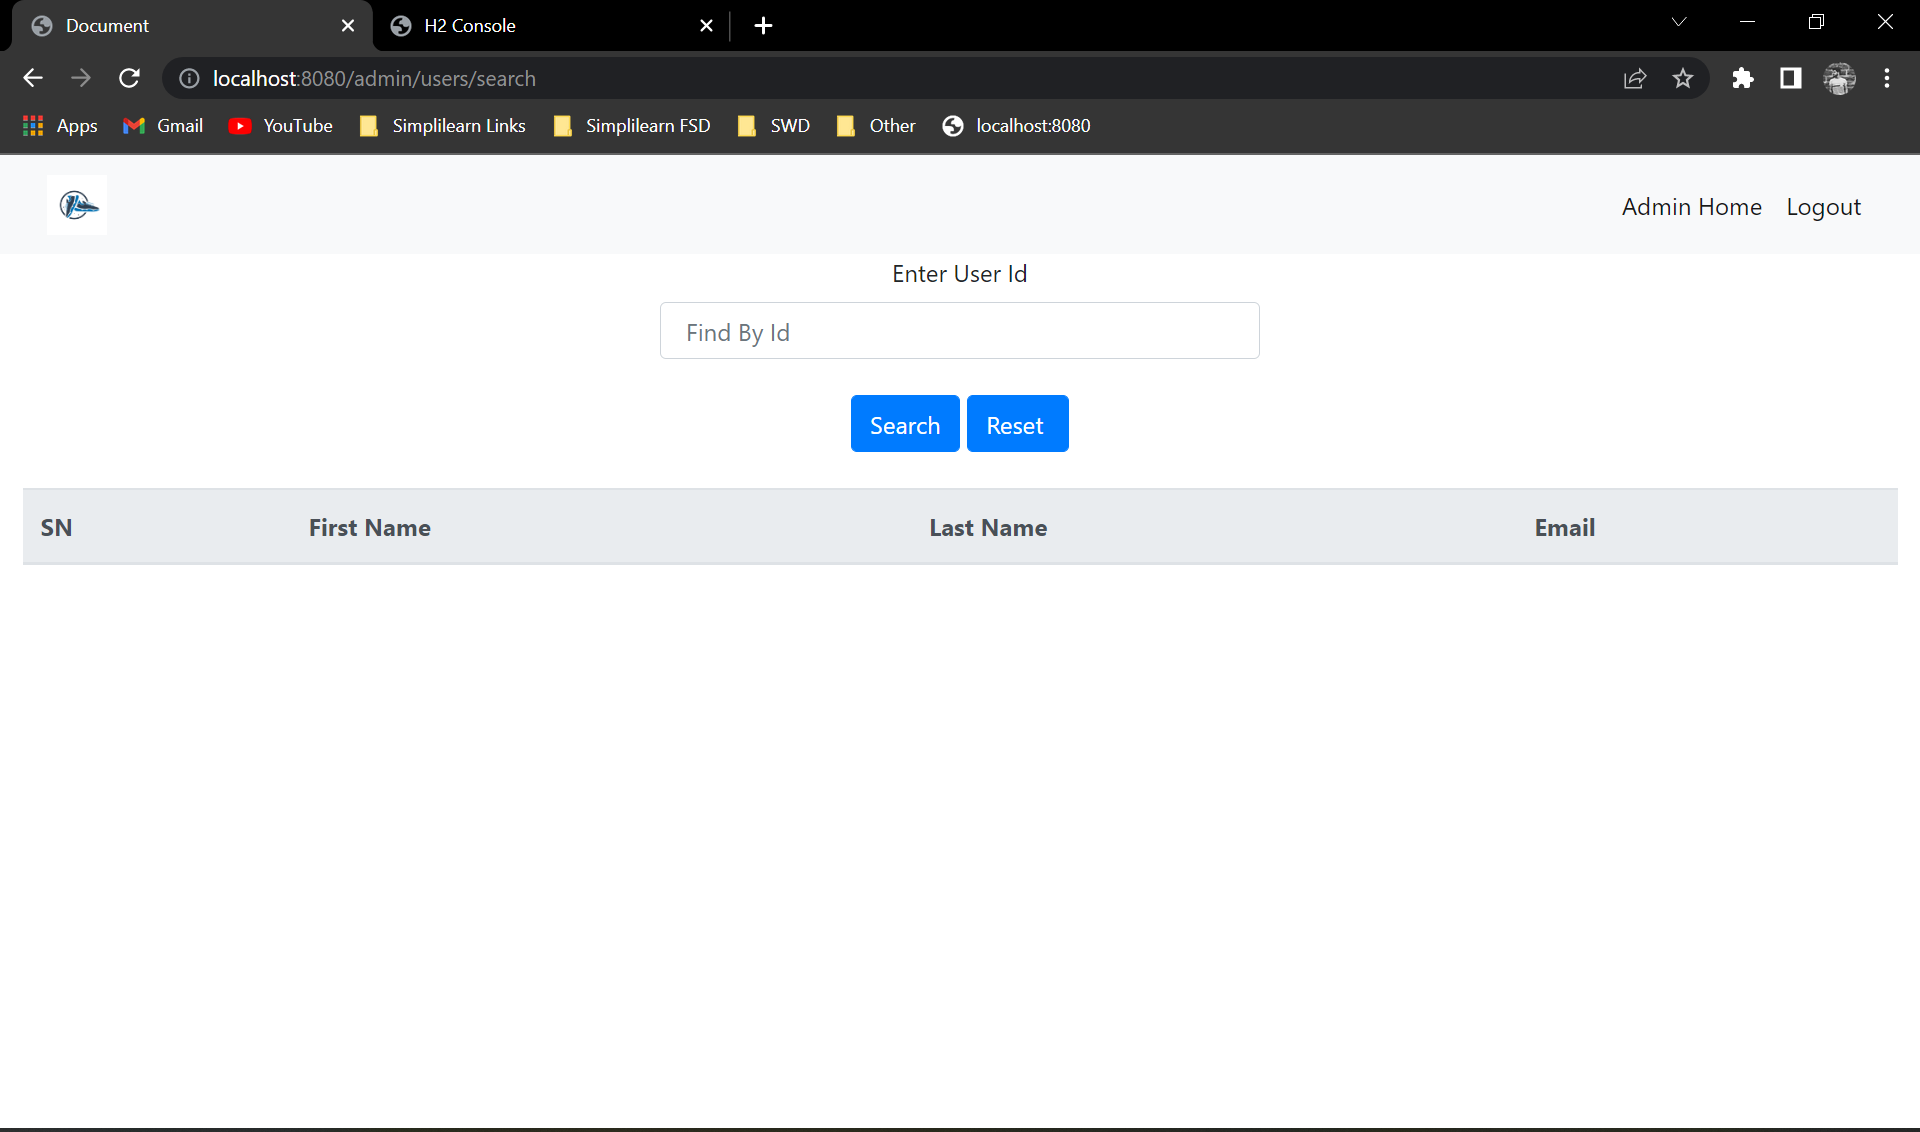 Document H2 Console
localhost:8080/admin/users/search
Apps Gmail YouTube Simplilearn Links Simplilearn FSD SWD Other localhost:8080
Admin Home Logout
Enter User Id
Find By Id
Search Reset
SN First Name Last Name Email